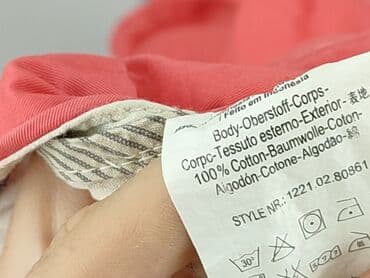 / Feito em Indonésia
Body-Oberstoff-Corps-
Corpo-Tessuto esterno-Exterior-表地
100% Cotton-Baumwolle-Coton-
Algodón-Cotone-Algodão-綿
STYLE NR.: 1221 02.80861
30°